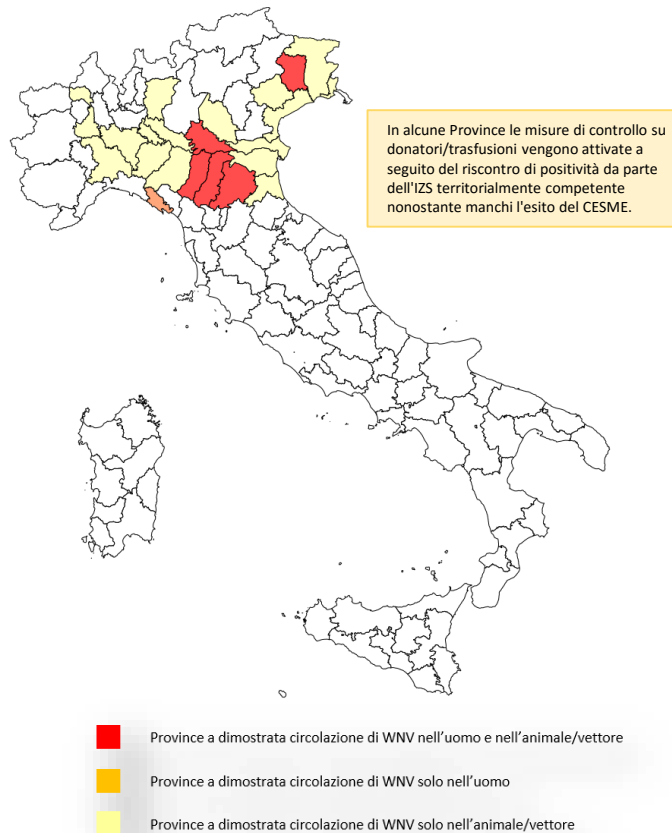 In alcune Province le misure di controllo su
donatori/trasfusioni vengono attivate a
seguito del riscontro di positività da parte
dell'IZS territorialmente competente
nonostante manchi l'esito del CESME.
Province a dimostrata circolazione di WNV nell'uomo e nell'animale/vettore
Province a dimostrata circolazione di WNV solo nell'uomo
Province a dimostrata circolazione di WNV solo nell'animale/vettore